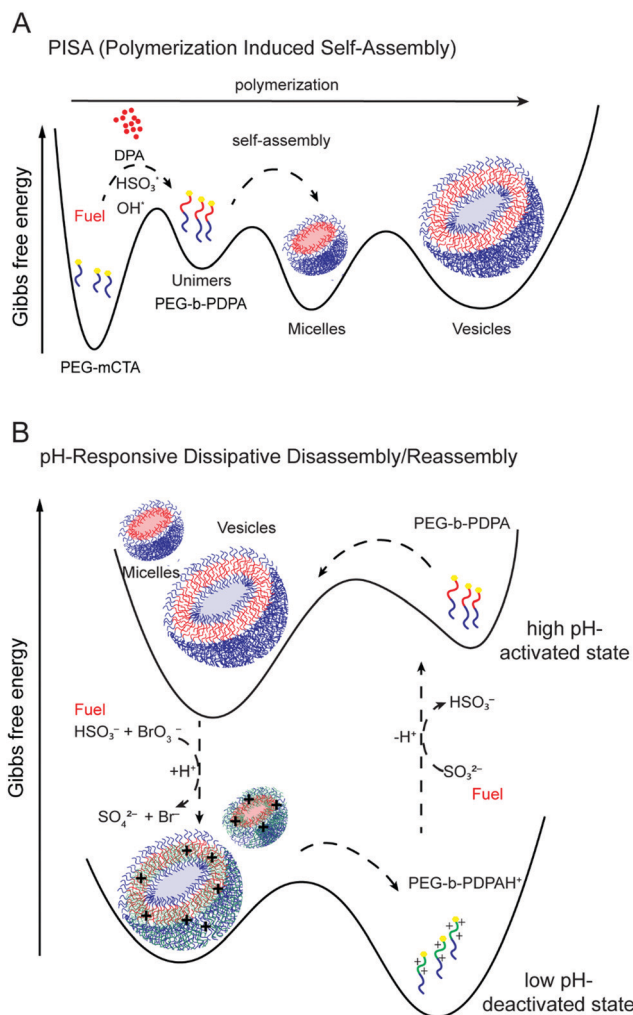 A
PISA (Polymerization Induced Self-Assembly)
polymerization
DPA
self-assembly
HSO₃•
Fuel
OH•
Unimers
PEG-b-PDPA
Micelles
Vesicles
PEG-mCTA
Gibbs free energy
B
pH-Responsive Dissipative Disassembly/Reassembly
Vesicles
PEG-b-PDPA
Micelles
high pH-
activated state
Fuel
HSO₃⁻ + BrO₃⁻
+H⁺
SO₄²⁻ + Br⁻
HSO₃⁻
-H⁺
SO₃²⁻
Fuel
Gibbs free energy
+ + + + + + +
+ + + +
PEG-b-PDPAH⁺
+ + + + + +
low pH-
deactivated state